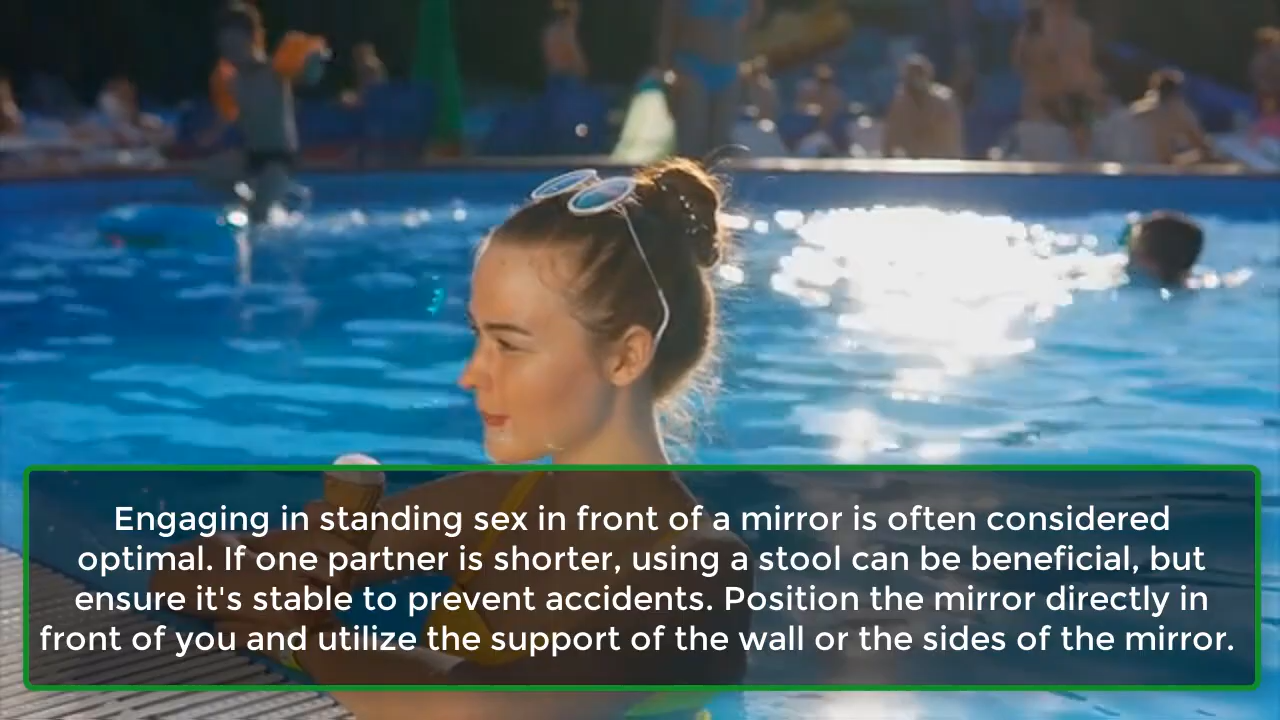 Engaging in standing sex in front of a mirror is often considered
optimal. If one partner is shorter, using a stool can be beneficial, but
ensure it's stable to prevent accidents. Position the mirror directly in
front of you and utilize the support of the wall or the sides of the mirror.